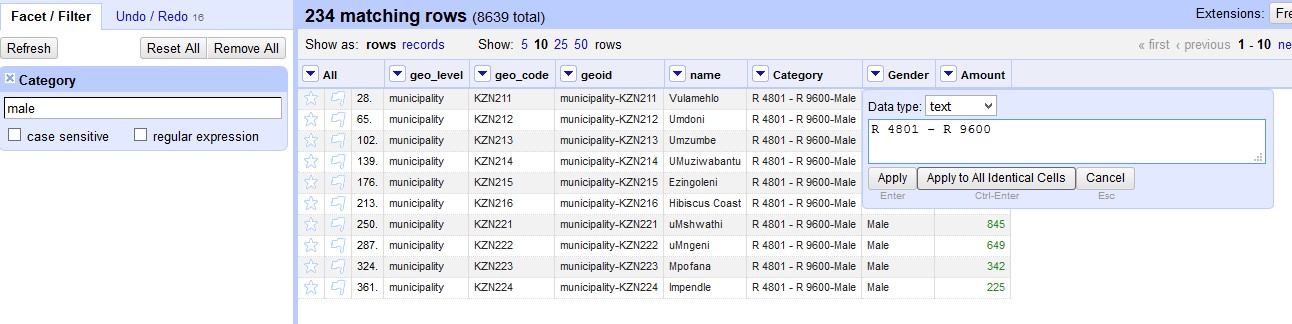 Facet / Filter Undo / Redo 16
Refresh Reset All Remove All
Category
male
case sensitive regular expression
234 matching rows (8639 total)
Extensions: Fre
Show as: rows records Show: 5 10 25 50 rows
« first ‹ previous 1 - 10 ne
All geo_level geo_code geoid name Category Gender Amount
28. municipality KZN211 municipality-KZN211 Vulamehlo R 4801 - R 9600-Male
65. municipality KZN212 municipality-KZN212 Umdoni R 4801 - R 9600-Male
102. municipality KZN213 municipality-KZN213 Umzumbe R 4801 - R 9600-Male
139. municipality KZN214 municipality-KZN214 UMuziwabantu R 4801 - R 9600-Male
176. municipality KZN215 municipality-KZN215 Ezingoleni R 4801 - R 9600-Male
213. municipality KZN216 municipality-KZN216 Hibiscus Coast R 4801 - R 9600-Male
250. municipality KZN221 municipality-KZN221 uMshwathi R 4801 - R 9600-Male Male 845
287. municipality KZN222 municipality-KZN222 uMngeni R 4801 - R 9600-Male Male 649
324. municipality KZN223 municipality-KZN223 Mpofana R 4801 - R 9600-Male Male 342
361. municipality KZN224 municipality-KZN224 Impendle R 4801 - R 9600-Male Male 225
Data type: text
R 4801 - R 9600
Apply Apply to All Identical Cells Cancel
Enter Ctrl-Enter Esc